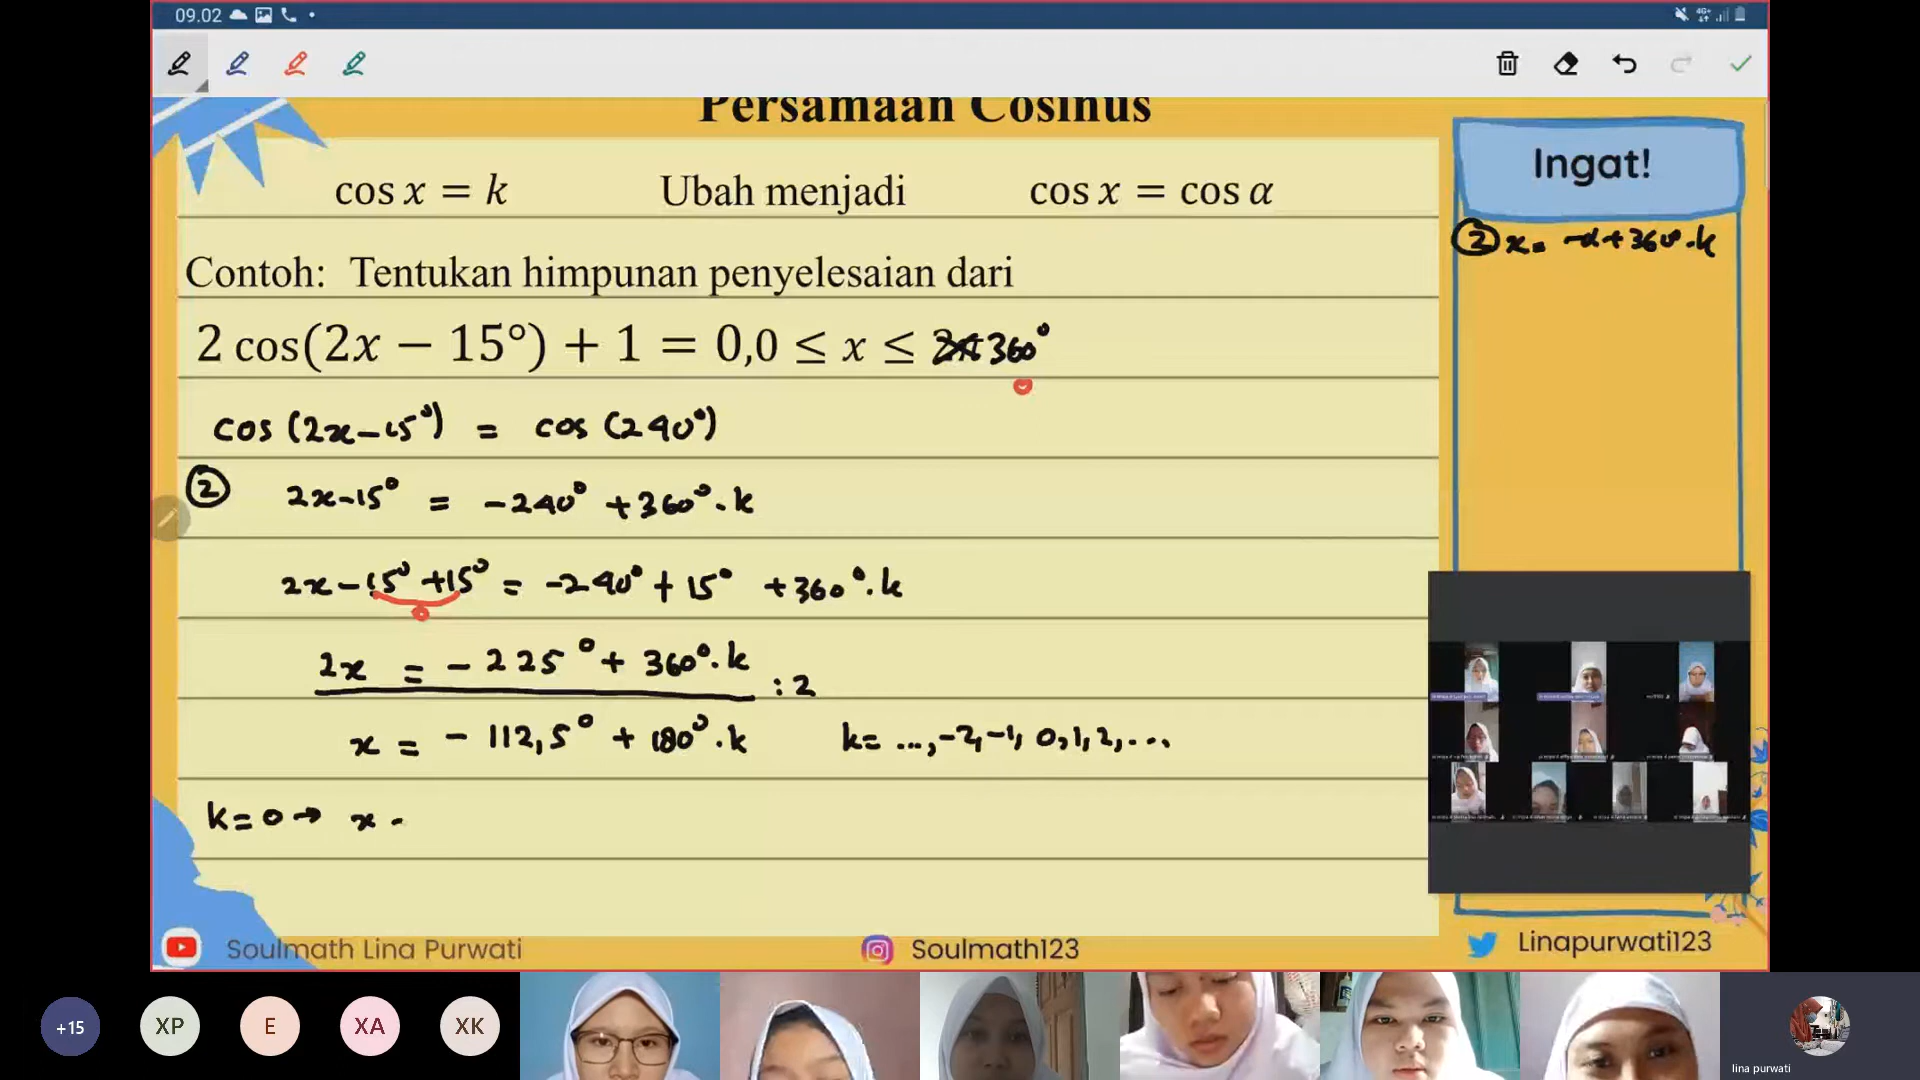 09.02
4G+
Persamaan Cosinus
cos x = k Ubah menjadi cos x = cos α
Ingat!
② x = -α + 360° . k
Contoh: Tentukan himpunan penyelesaian dari
2 cos(2x − 15°) + 1 = 0, 0 ≤ x ≤ 2π 360°
cos (2x - 15°) = cos (240°)
② 2x - 15° = - 240° + 360° . k
2x - 15° + 15° = -240° + 15° + 360° . k
0
2x = - 225° + 360° . k : 2
x = - 112,5° + 180° . k k = ..., -2, -1, 0, 1, 2, ...
k = 0 → x -
Soulmath Lina Purwati
Soulmath123
Linapurwati123
+15
XP
E
XA
XK
lina purwati